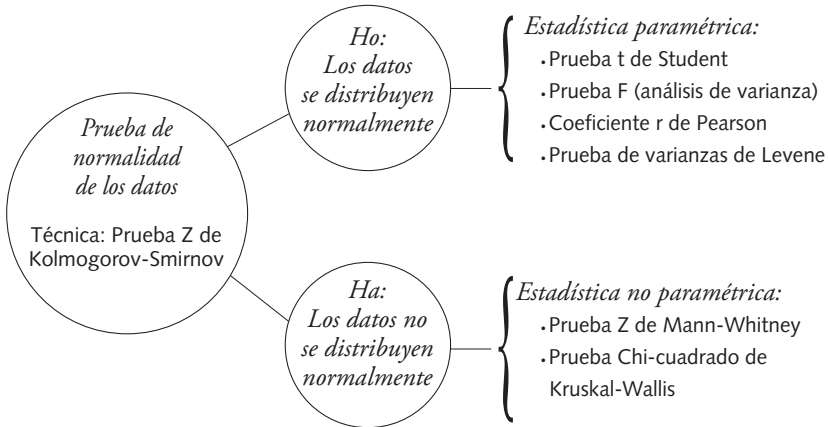 Prueba de
normalidad
de los datos
Técnica: Prueba Z de
Kolmogorov-Smirnov
Ho:
Los datos
se distribuyen
normalmente
Estadística paramétrica:
•Prueba t de Student
•Prueba F (análisis de varianza)
•Coeficiente r de Pearson
•Prueba de varianzas de Levene
Ha:
Los datos no
se distribuyen
normalmente
Estadística no paramétrica:
•Prueba Z de Mann-Whitney
•Prueba Chi-cuadrado de
Kruskal-Wallis